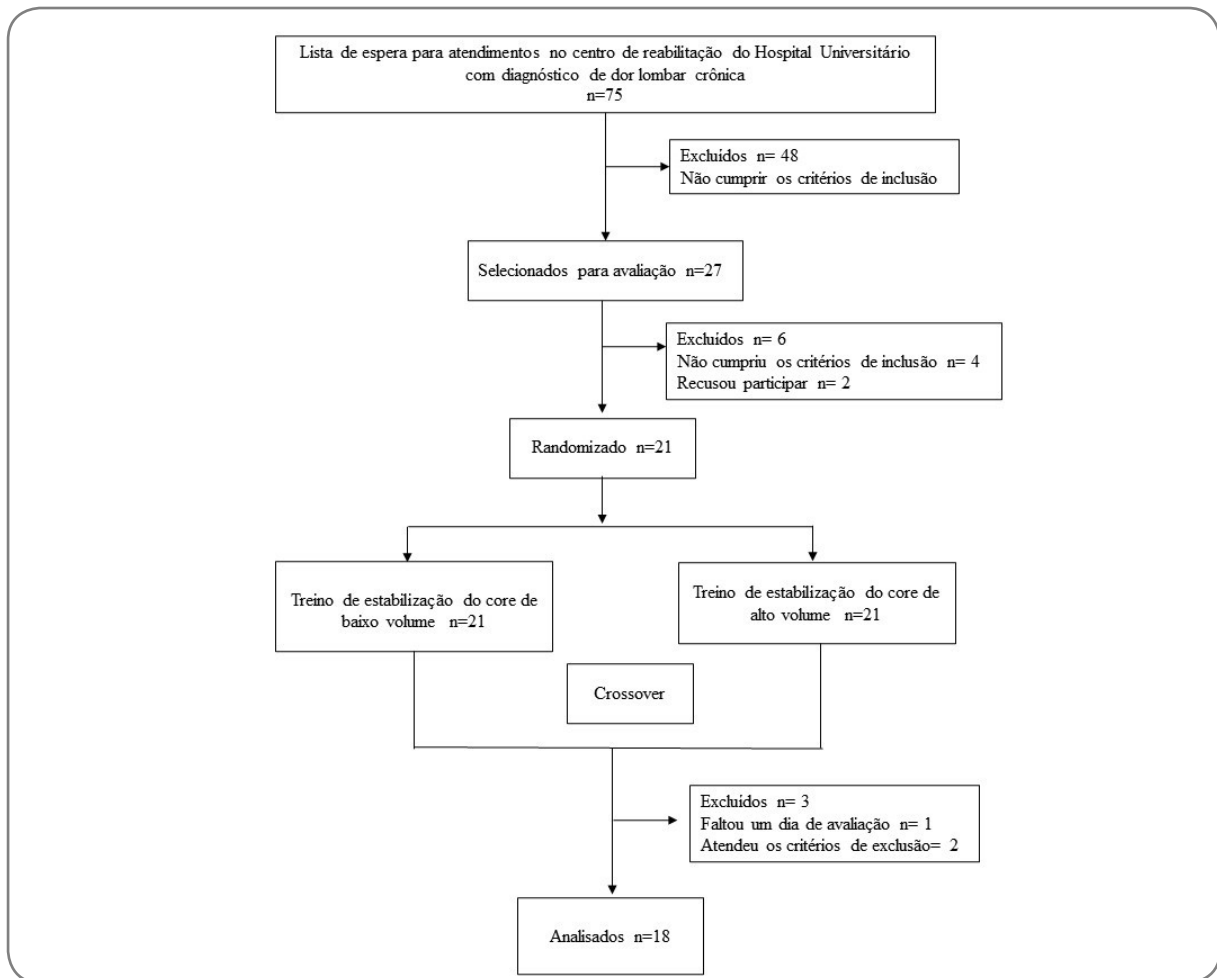 Lista de espera para atendimentos no centro de reabilitação do Hospital Universitário
com diagnóstico de dor lombar crônica
n=75
Excluídos n= 48
Não cumprir os critérios de inclusão
Selecionados para avaliação n=27
Excluídos n= 6
Não cumpriu os critérios de inclusão n= 4
Recusou participar n= 2
Randomizado n=21
Treino de estabilização do core de
baixo volume n=21
Treino de estabilização do core de
alto volume n=21
Crossover
Excluídos n= 3
Faltou um dia de avaliação n= 1
Atendeu os critérios de exclusão= 2
Analisados n=18